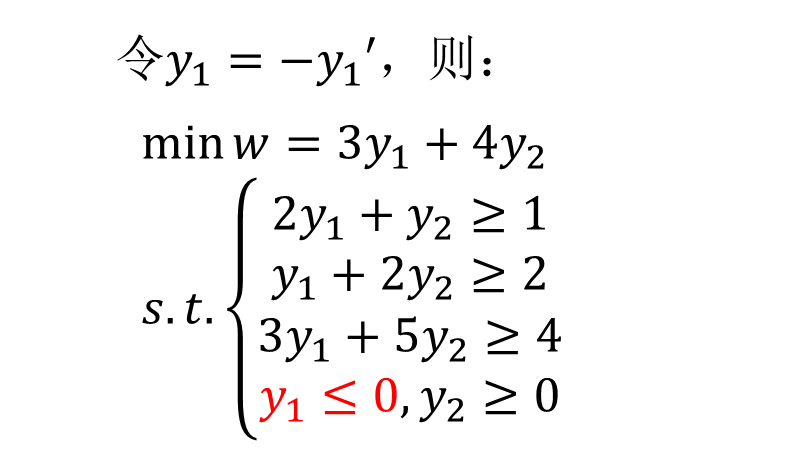 令y₁ = −y₁′，则：
min w = 3y₁ + 4y₂
2y₁ + y₂ ≥ 1
y₁ + 2y₂ ≥ 2
s.t.
3y₁ + 5y₂ ≥ 4
y₁ ≤ 0, y₂ ≥ 0